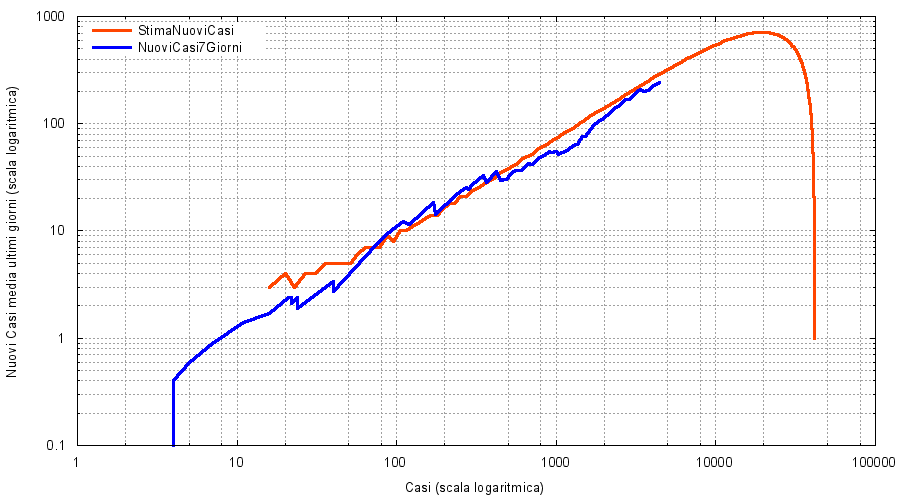 1000
StimaNuoviCasi
NuoviCasi7Giorni
100
10
1
0.1
1 10 100 1000 10000 100000
Nuovi Casi media ultimi giorni (scala logaritmica)
Casi (scala logaritmica)